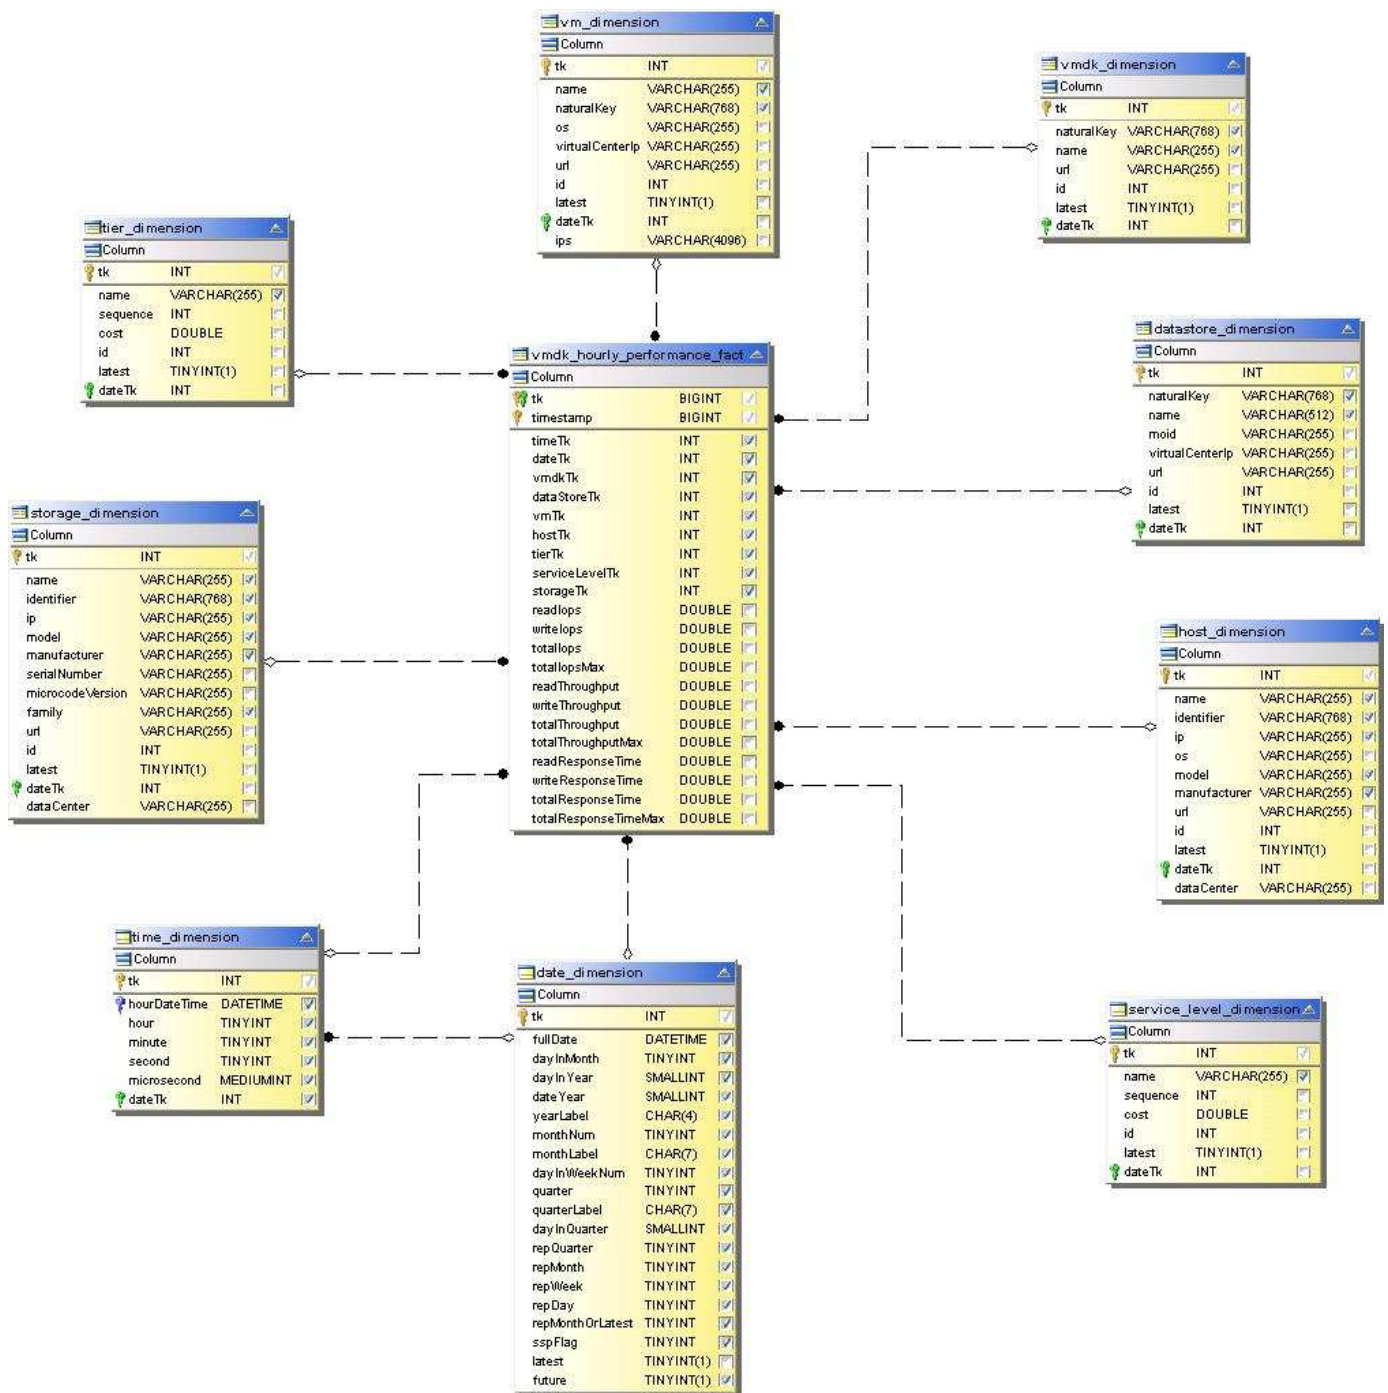 vm_dimension
Column
tk INT
name VARCHAR(255)
naturalKey VARCHAR(768)
os VARCHAR(255)
virtualCenterIp VARCHAR(255)
url VARCHAR(255)
id INT
latest TINYINT(1)
dateTk INT
ips VARCHAR(4096)
vmdk_dimension
Column
tk INT
naturalKey VARCHAR(768)
name VARCHAR(255)
url VARCHAR(255)
id INT
latest TINYINT(1)
dateTk INT
tier_dimension
Column
tk INT
name VARCHAR(255)
sequence INT
cost DOUBLE
id INT
latest TINYINT(1)
dateTk INT
datastore_dimension
Column
tk INT
naturalKey VARCHAR(768)
name VARCHAR(512)
moid VARCHAR(255)
virtualCenterIp VARCHAR(255)
url VARCHAR(255)
id INT
latest TINYINT(1)
dateTk INT
vmdk_hourly_performance_fact
Column
tk BIGINT
timestamp BIGINT
timeTk INT
dateTk INT
vmdkTk INT
dataStoreTk INT
vmTk INT
hostTk INT
tierTk INT
serviceLevelTk INT
storageTk INT
readIops DOUBLE
writeIops DOUBLE
totalIops DOUBLE
totalIopsMax DOUBLE
readThroughput DOUBLE
writeThroughput DOUBLE
totalThroughput DOUBLE
totalThroughputMax DOUBLE
readResponseTime DOUBLE
writeResponseTime DOUBLE
totalResponseTime DOUBLE
totalResponseTimeMax DOUBLE
storage_dimension
Column
tk INT
name VARCHAR(255)
identifier VARCHAR(768)
ip VARCHAR(255)
model VARCHAR(255)
manufacturer VARCHAR(255)
serialNumber VARCHAR(255)
microcodeVersion VARCHAR(255)
family VARCHAR(255)
url VARCHAR(255)
id INT
latest TINYINT(1)
dateTk INT
dataCenter VARCHAR(255)
host_dimension
Column
tk INT
name VARCHAR(255)
identifier VARCHAR(768)
ip VARCHAR(255)
os VARCHAR(255)
model VARCHAR(255)
manufacturer VARCHAR(255)
url VARCHAR(255)
id INT
latest TINYINT(1)
dateTk INT
dataCenter VARCHAR(255)
time_dimension
Column
tk INT
hourDateTime DATETIME
hour TINYINT
minute TINYINT
second TINYINT
microsecond MEDIUMINT
dateTk INT
date_dimension
Column
tk INT
fullDate DATETIME
dayInMonth TINYINT
dayInYear SMALLINT
dateYear SMALLINT
yearLabel CHAR(4)
monthNum TINYINT
monthLabel CHAR(7)
dayInWeekNum TINYINT
quarter TINYINT
quarterLabel CHAR(7)
dayInQuarter SMALLINT
repQuarter TINYINT
repMonth TINYINT
repWeek TINYINT
repDay TINYINT
repMonthOrLatest TINYINT
sspFlag TINYINT
latest TINYINT(1)
future TINYINT(1)
service_level_dimension
Column
tk INT
name VARCHAR(255)
sequence INT
cost DOUBLE
id INT
latest TINYINT(1)
dateTk INT